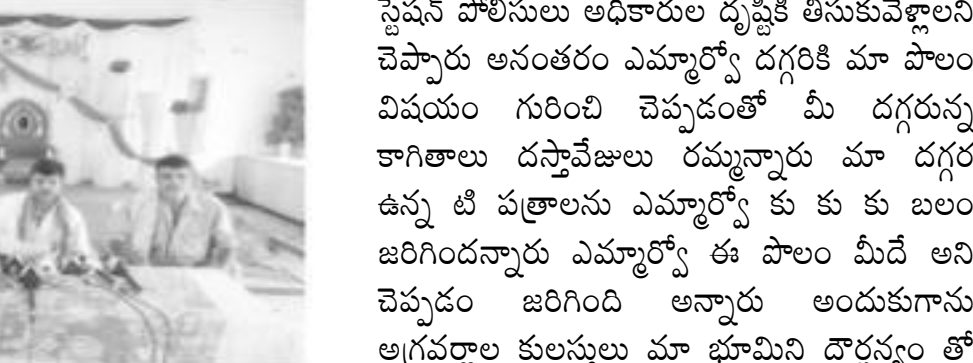 స్టేషన్ పోలీసులు అధికారుల దృష్టికి తీసుకువెళ్లాలని
చెప్పారు అనంతరం ఎమ్మార్వో దగ్గరికి మా పొలం
విషయం గురించి చెప్పడంతో మీ దగ్గరున్న
కాగితాలు దస్తావేజులు రమ్మన్నారు మా దగ్గర
ఉన్న టి పత్రాలను ఎమ్మార్వో కు కు కు బలం
జరిగిందన్నారు ఎమ్మార్వో ఈ పొలం మీదే అని
చెప్పడం జరిగింది అన్నారు అందుకుగాను
అగ్రవర్ణాల కులస్తులు మా భూమిని దౌర్జన్యం తో